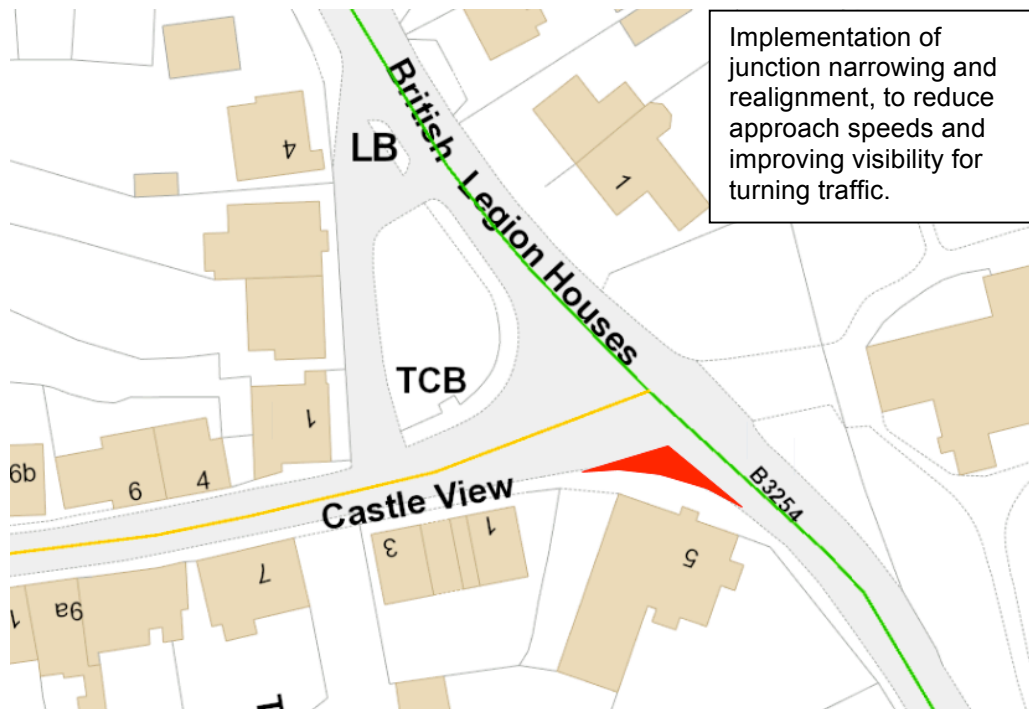 Implementation of
junction narrowing and
realignment, to reduce
approach speeds and
improving visibility for
turning traffic.
British Legion Houses
LB
4
1
TCB
1
6b
6
4
Castle View
B3254
3
1
5
7
9a
1
T